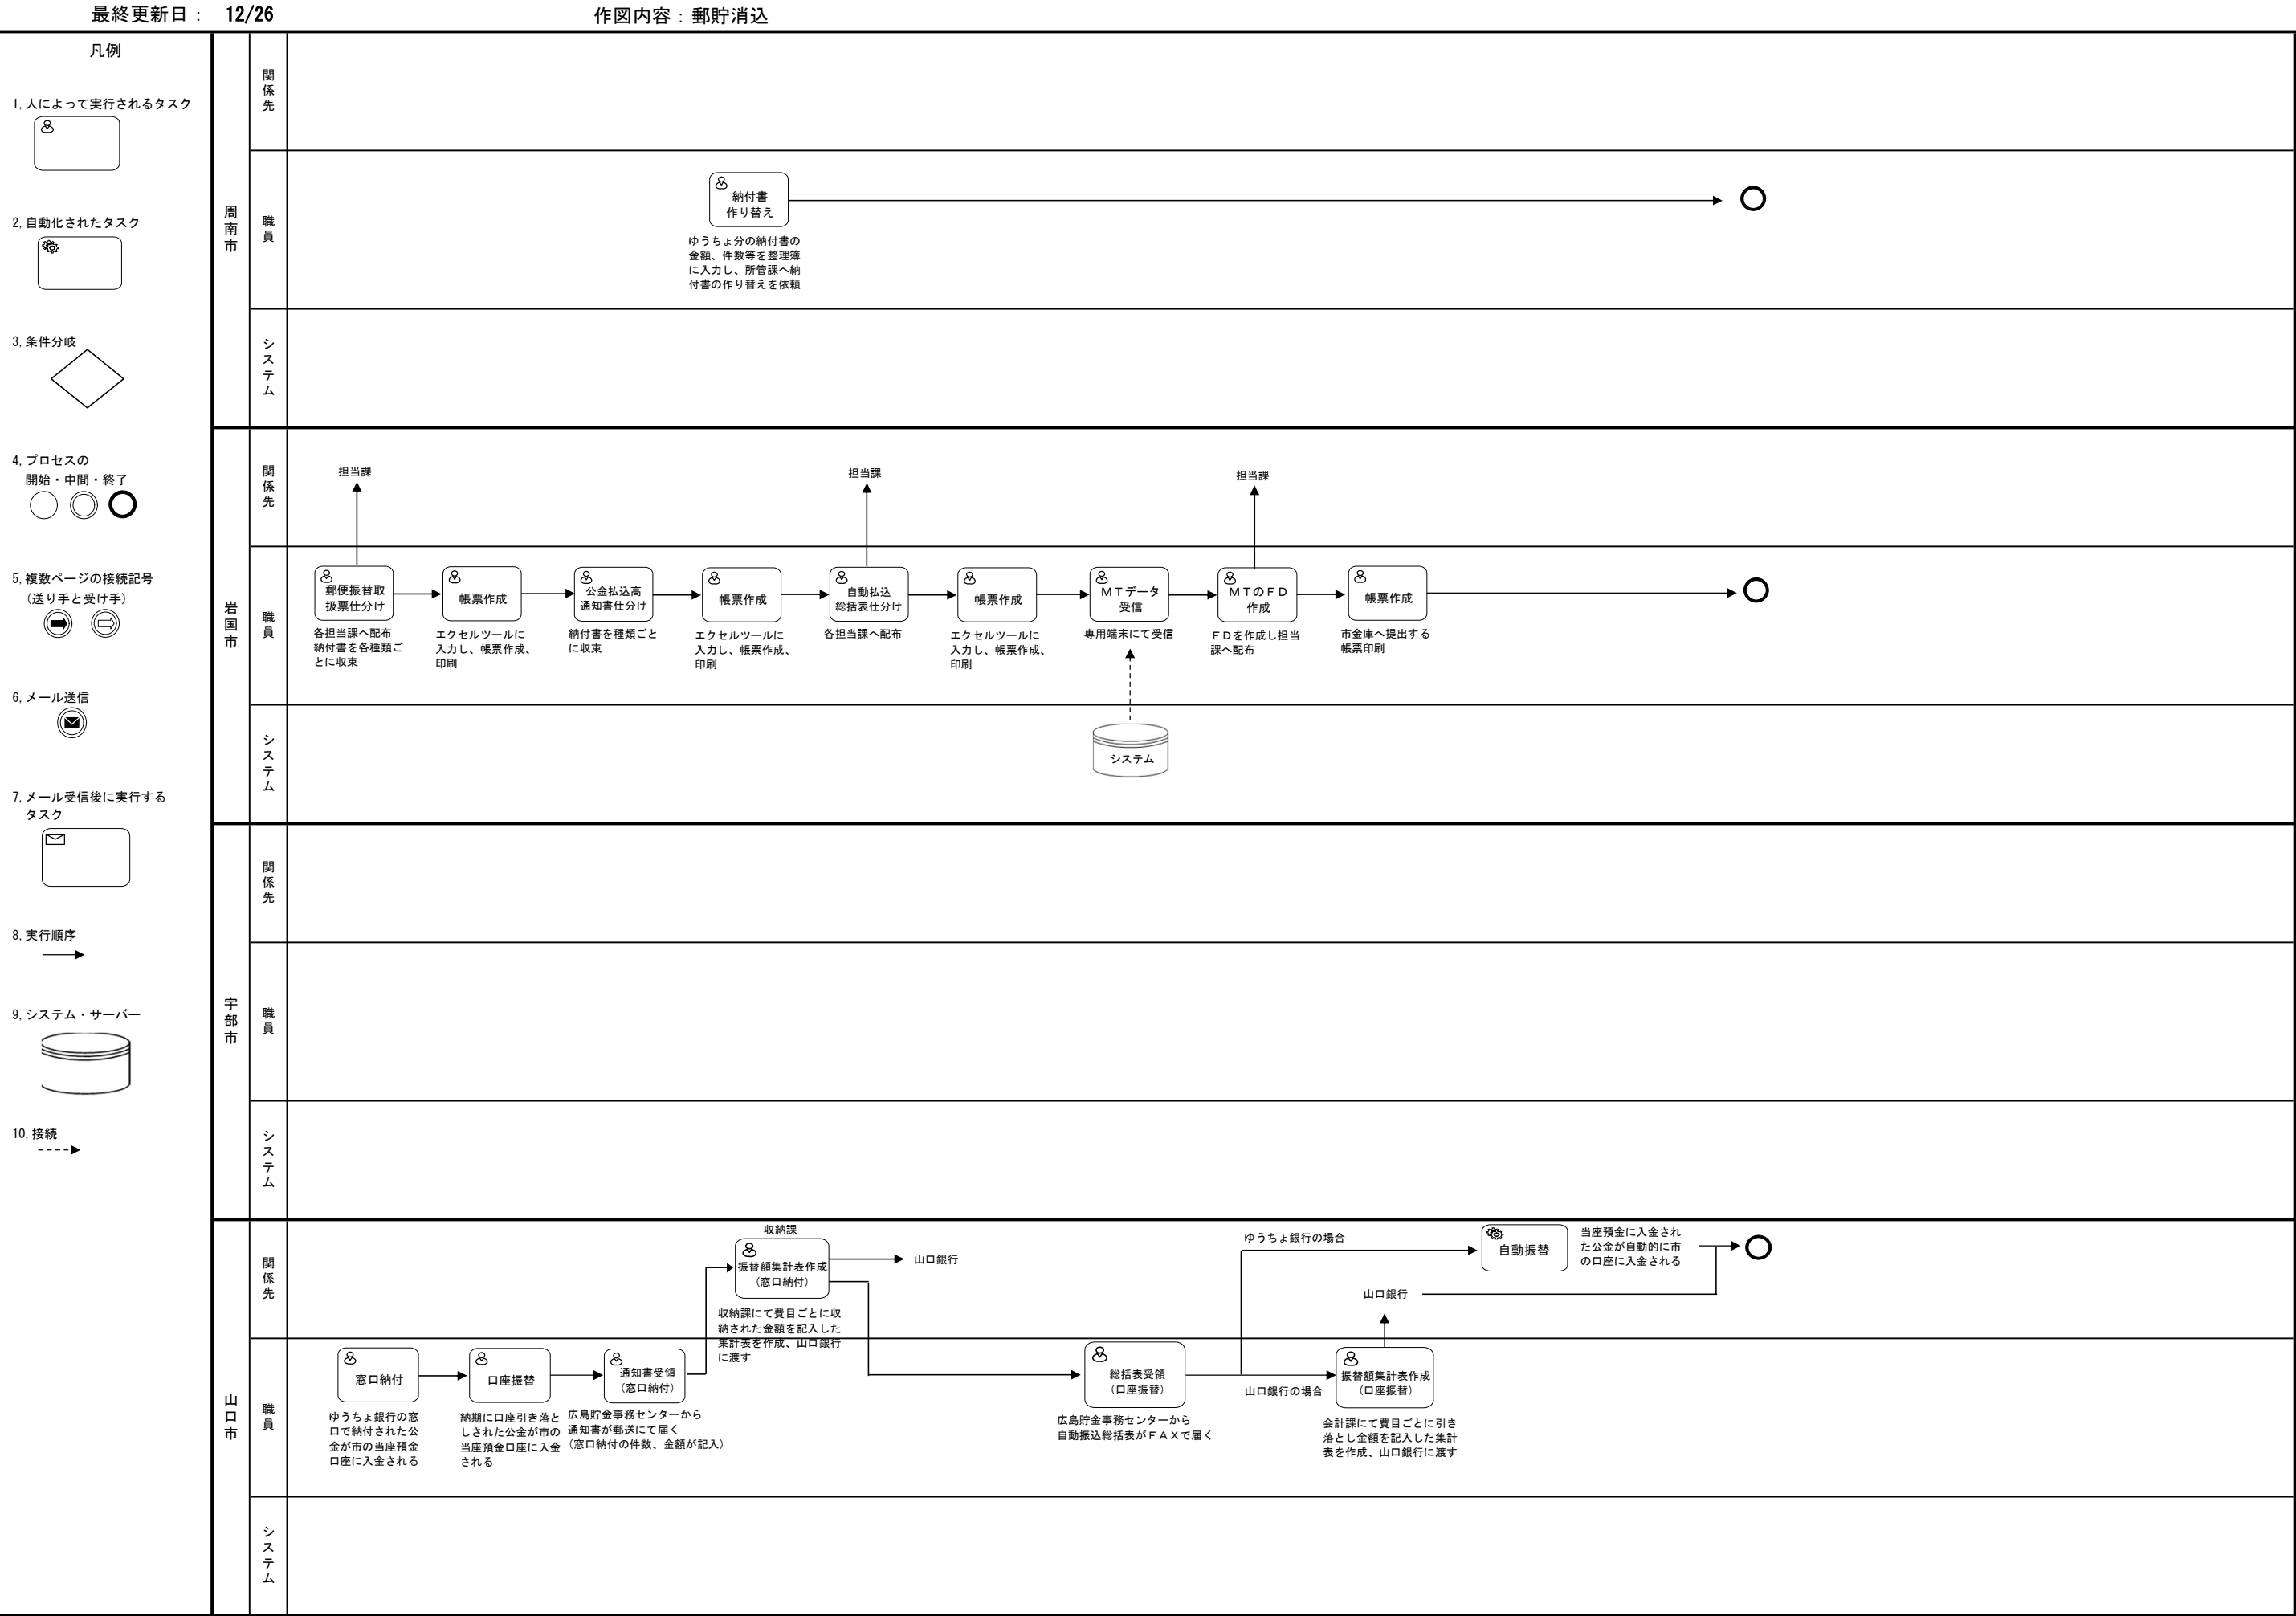 最終更新日： 12/26
作図内容：郵貯消込
凡例
1,人によって実行されるタスク
2,自動化されたタスク
3,条件分岐
4,プロセスの
開始・中間・終了
5,複数ページの接続記号
(送り手と受け手)
6,メール送信
7,メール受信後に実行する
タスク
8,実行順序
9,システム・サーバー
10,接続
周南市
関係先
職員
納付書
作り替え
ゆうちょ分の納付書の
金額、件数等を整理簿
に入力し、所管課へ納
付書の作り替えを依頼
システム
岩国市
関係先
担当課
担当課
担当課
職員
郵便振替取
扱票仕分け
各担当課へ配布
納付書を各種類ご
とに収束
帳票作成
エクセルツールに
入力し、帳票作成、
印刷
公金払込高
通知書仕分け
納付書を種類ごと
に収束
帳票作成
エクセルツールに
入力し、帳票作成、
印刷
自動払込
総括表仕分け
各担当課へ配布
帳票作成
エクセルツールに
入力し、帳票作成、
印刷
ＭＴデータ
受信
専用端末にて受信
ＭＴのＦＤ
作成
ＦＤを作成し担当
課へ配布
帳票作成
市金庫へ提出する
帳票印刷
システム
システム
宇部市
関係先
職員
システム
山口市
関係先
収納課
振替額集計表作成
(窓口納付)
収納課にて費目ごとに収
納された金額を記入した
集計表を作成、山口銀行
に渡す
山口銀行
ゆうちょ銀行の場合
自動振替
当座預金に入金され
た公金が自動的に市
の口座に入金される
山口銀行
職員
窓口納付
ゆうちょ銀行の窓
口で納付された公
金が市の当座預金
口座に入金される
口座振替
納期に口座引き落と
しされた公金が市の
当座預金口座に入金
される
通知書受領
(窓口納付)
広島貯金事務センターから
通知書が郵送にて届く
(窓口納付の件数、金額が記入)
総括表受領
(口座振替)
広島貯金事務センターから
自動振込総括表がＦＡＸで届く
山口銀行の場合
振替額集計表作成
(口座振替)
会計課にて費目ごとに引き
落とし金額を記入した集計
表を作成、山口銀行に渡す
システム